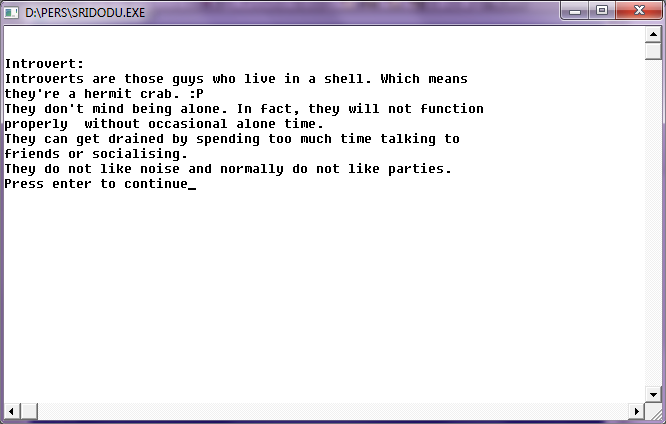 D:\PERS\SRIDODU.EXE
Introvert:
Introverts are those guys who live in a shell. Which means
they're a hermit crab. :P
They don't mind being alone. In fact, they will not function
properly  without occasional alone time.
They can get drained by spending too much time talking to
friends or socialising.
They do not like noise and normally do not like parties.
Press enter to continue_